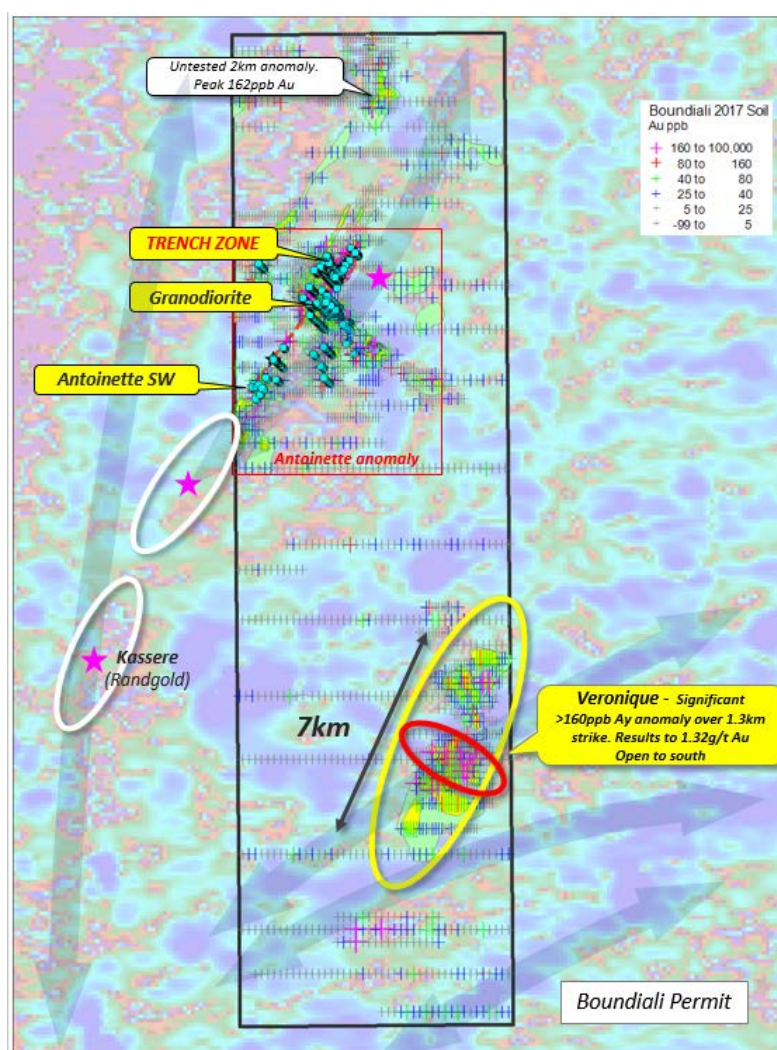 Untested 2km anomaly.
Peak 162ppb Au
Boundiali 2017 Soil
Au ppb
160 to 100,000
80 to 160
40 to 80
25 to 40
5 to 25
-99 to 5
TRENCH ZONE
Granodiorite
Antoinette SW
Antoinette anomaly
Kassere
(Randgold)
7km
Veronique - Significant
>160ppb Ay anomaly over 1.3km
strike. Results to 1.32g/t Au
Open to south
Boundiali Permit